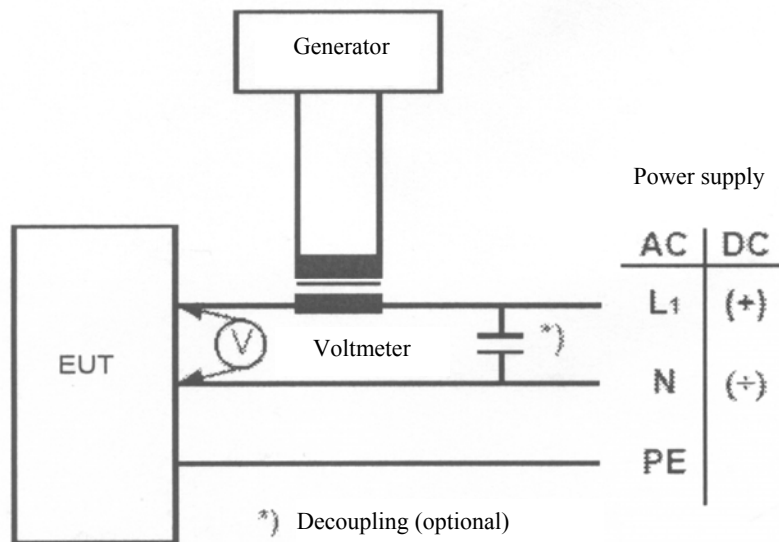 Generator
Power supply
AC DC
L1 (+)
*)
V
Voltmeter
EUT
N (÷)
PE
*) Decoupling (optional)